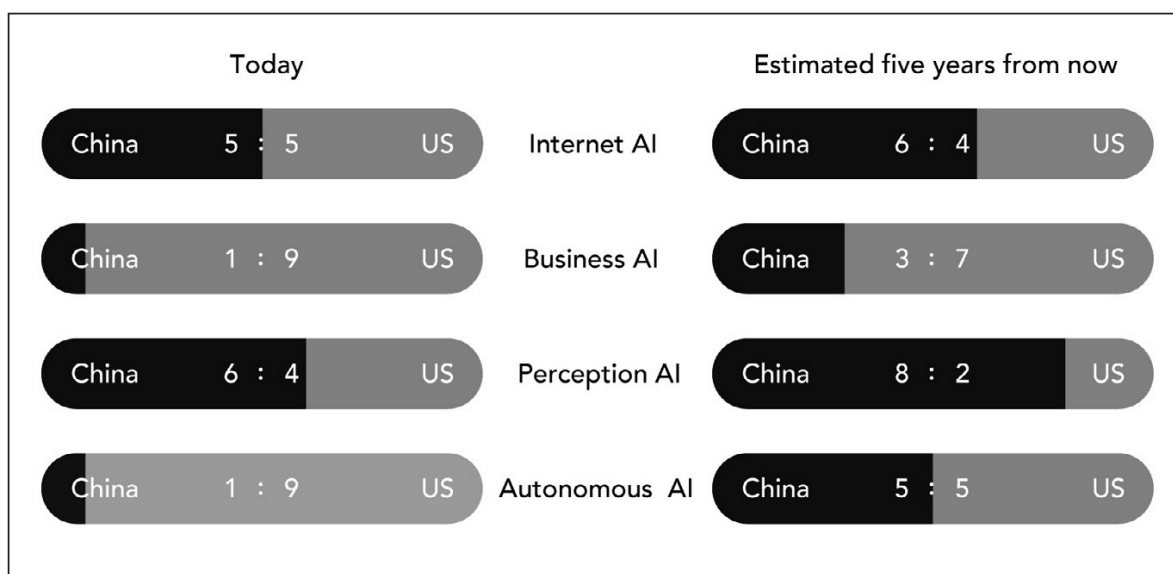 Today Estimated five years from now
China 5 : 5 US Internet AI China 6 : 4 US
China 1 : 9 US Business AI China 3 : 7 US
China 6 : 4 US Perception AI China 8 : 2 US
China 1 : 9 US Autonomous AI China 5 : 5 US